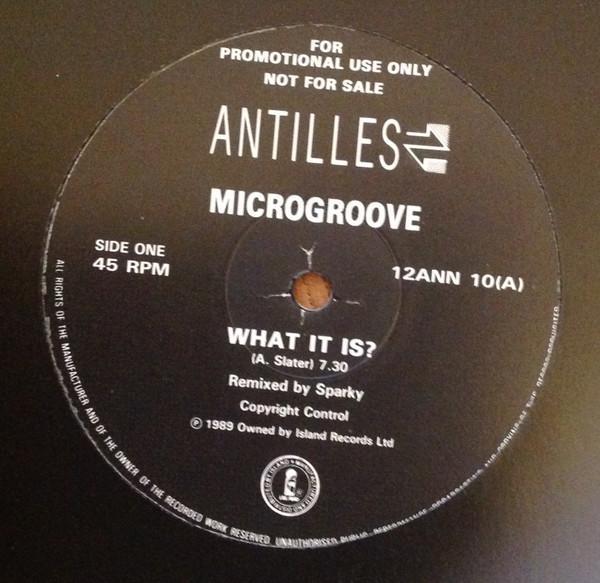 FOR
PROMOTIONAL USE ONLY
NOT FOR SALE
ANTILLES
MICROGROOVE
SIDE ONE
45 RPM
12ANN 10(A)
WHAT IT IS?
(A. Slater) 7.30
Remixed by Sparky
Copyright Control
℗ 1989 Owned by Island Records Ltd
ALL RIGHTS OF THE MANUFACTURER AND OF THE OWNER OF THE RECORDED WORK RESERVED. UNAUTHORISED PUBLIC